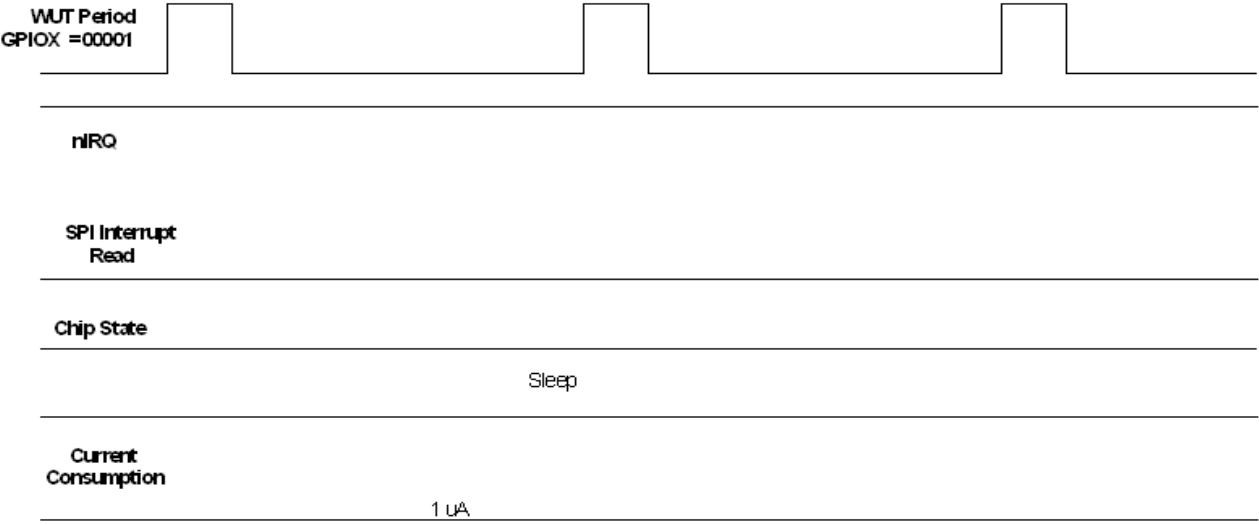 WUT Period
GPIOX =00001
nIRQ
SPI Interrupt
Read
Chip State
Sleep
Current
Consumption
1 uA